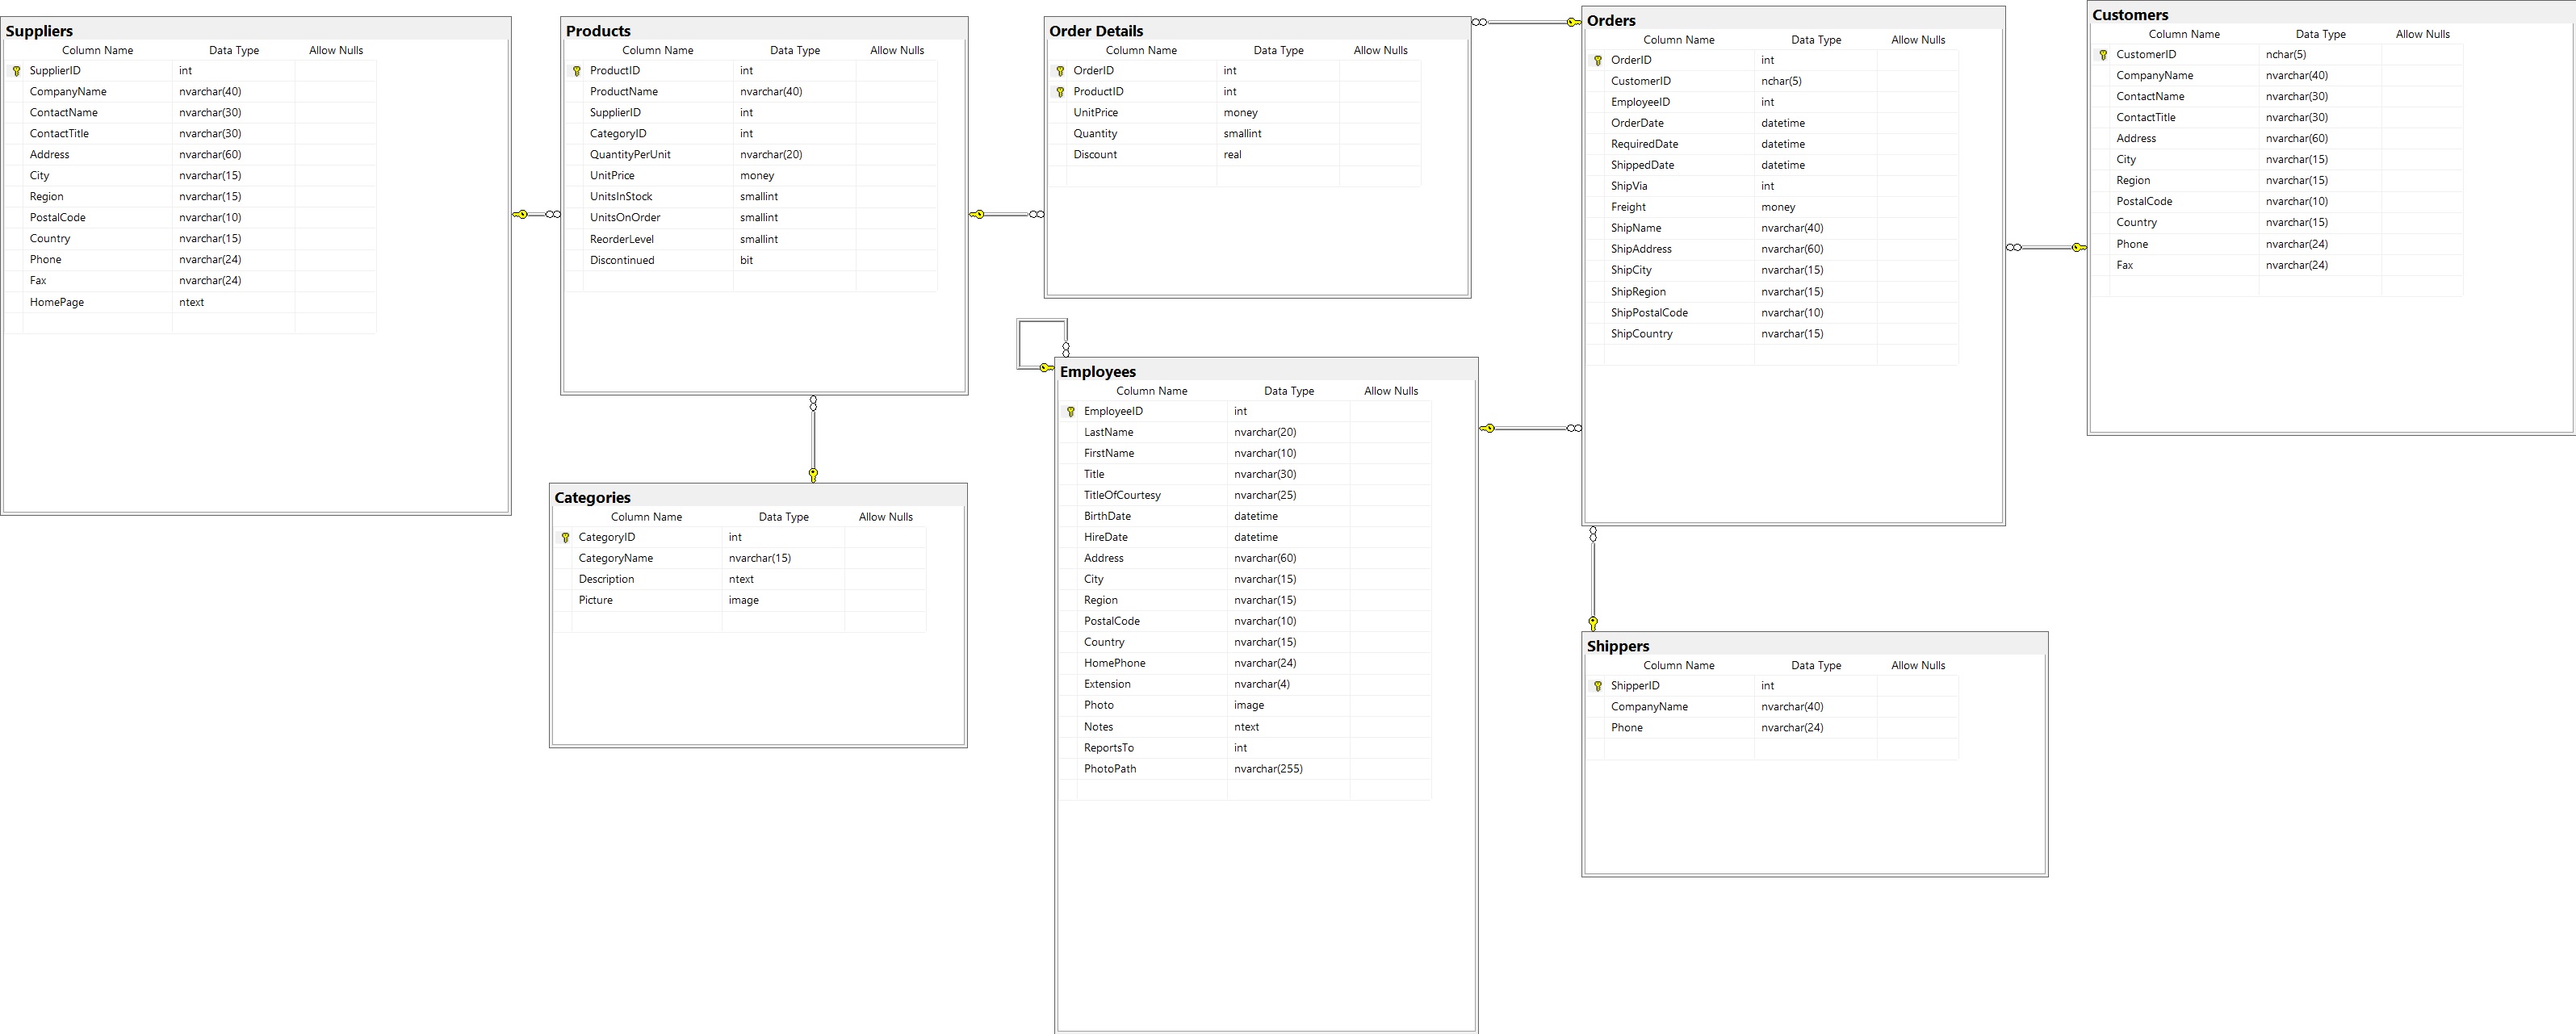 Suppliers
Column Name Data Type Allow Nulls
SupplierID int
CompanyName nvarchar(40)
ContactName nvarchar(30)
ContactTitle nvarchar(30)
Address nvarchar(60)
City nvarchar(15)
Region nvarchar(15)
PostalCode nvarchar(10)
Country nvarchar(15)
Phone nvarchar(24)
Fax nvarchar(24)
HomePage ntext
Products
Column Name Data Type Allow Nulls
ProductID int
ProductName nvarchar(40)
SupplierID int
CategoryID int
QuantityPerUnit nvarchar(20)
UnitPrice money
UnitsInStock smallint
UnitsOnOrder smallint
ReorderLevel smallint
Discontinued bit
Order Details
Column Name Data Type Allow Nulls
OrderID int
ProductID int
UnitPrice money
Quantity smallint
Discount real
Orders
Column Name Data Type Allow Nulls
OrderID int
CustomerID nchar(5)
EmployeeID int
OrderDate datetime
RequiredDate datetime
ShippedDate datetime
ShipVia int
Freight money
ShipName nvarchar(40)
ShipAddress nvarchar(60)
ShipCity nvarchar(15)
ShipRegion nvarchar(15)
ShipPostalCode nvarchar(10)
ShipCountry nvarchar(15)
Customers
Column Name Data Type Allow Nulls
CustomerID nchar(5)
CompanyName nvarchar(40)
ContactName nvarchar(30)
ContactTitle nvarchar(30)
Address nvarchar(60)
City nvarchar(15)
Region nvarchar(15)
PostalCode nvarchar(10)
Country nvarchar(15)
Phone nvarchar(24)
Fax nvarchar(24)
Categories
Column Name Data Type Allow Nulls
CategoryID int
CategoryName nvarchar(15)
Description ntext
Picture image
Employees
Column Name Data Type Allow Nulls
EmployeeID int
LastName nvarchar(20)
FirstName nvarchar(10)
Title nvarchar(30)
TitleOfCourtesy nvarchar(25)
BirthDate datetime
HireDate datetime
Address nvarchar(60)
City nvarchar(15)
Region nvarchar(15)
PostalCode nvarchar(10)
Country nvarchar(15)
HomePhone nvarchar(24)
Extension nvarchar(4)
Photo image
Notes ntext
ReportsTo int
PhotoPath nvarchar(255)
Shippers
Column Name Data Type Allow Nulls
ShipperID int
CompanyName nvarchar(40)
Phone nvarchar(24)